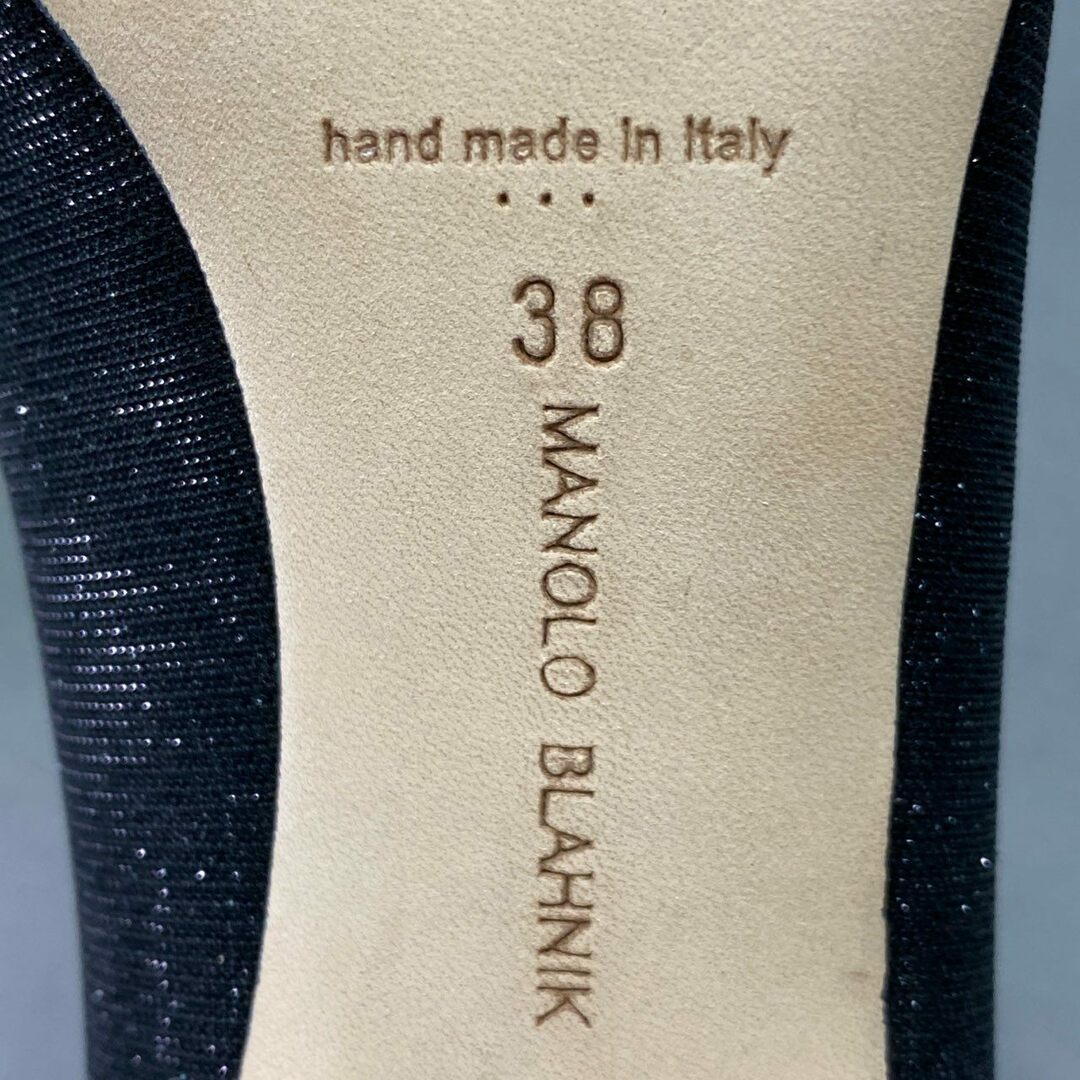 hand made in Italy
...
38
MANOLO BLAHNIK